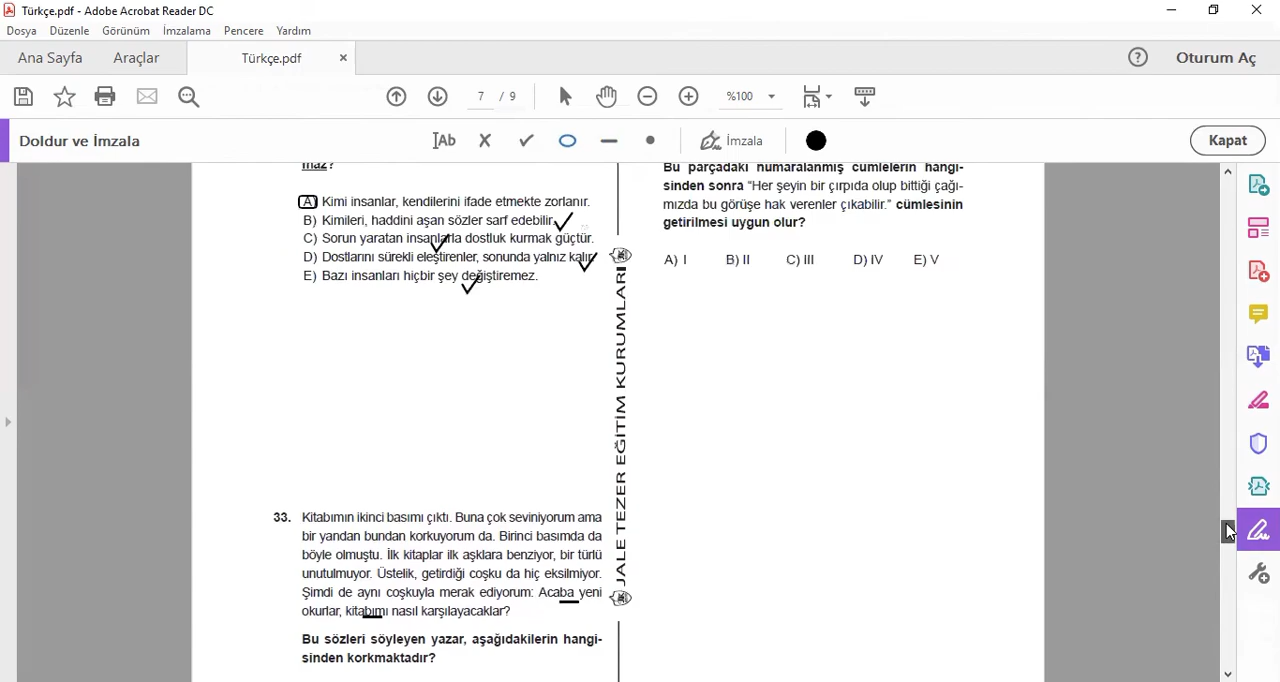 Türkçe.pdf - Adobe Acrobat Reader DC
Dosya Düzenle Görünüm İmzalama Pencere Yardım
Ana Sayfa Araçlar Türkçe.pdf × ? Oturum Aç
7 / 9 %100
Doldur ve İmzala Ab İmzala Kapat
maz?
A) Kimi insanlar, kendilerini ifade etmekte zorlanır.
B) Kimileri, haddini aşan sözler sarf edebilir.
C) Sorun yaratan insanlarla dostluk kurmak güçtür.
D) Dostlarını sürekli eleştirenler, sonunda yalnız kalır.
E) Bazı insanları hiçbir şey değiştiremez.
33. Kitabımın ikinci basımı çıktı. Buna çok seviniyorum ama
bir yandan bundan korkuyorum da. Birinci basımda da
böyle olmuştu. İlk kitaplar ilk aşklara benziyor, bir türlü
unutulmuyor. Üstelik, getirdiği coşku da hiç eksilmiyor.
Şimdi de aynı coşkuyla merak ediyorum: Acaba yeni
okurlar, kitabımı nasıl karşılayacaklar?
Bu sözleri söyleyen yazar, aşağıdakilerin hangi-
sinden korkmaktadır?
JALE TEZER EĞİTİM KURUMLARI
Bu parçadaki numaralanmış cümlelerin hangi-
sinden sonra “Her şeyin bir çırpıda olup bittiği çağı-
mızda bu görüşe hak verenler çıkabilir.” cümlesinin
getirilmesi uygun olur?
A) I B) II C) III D) IV E) V